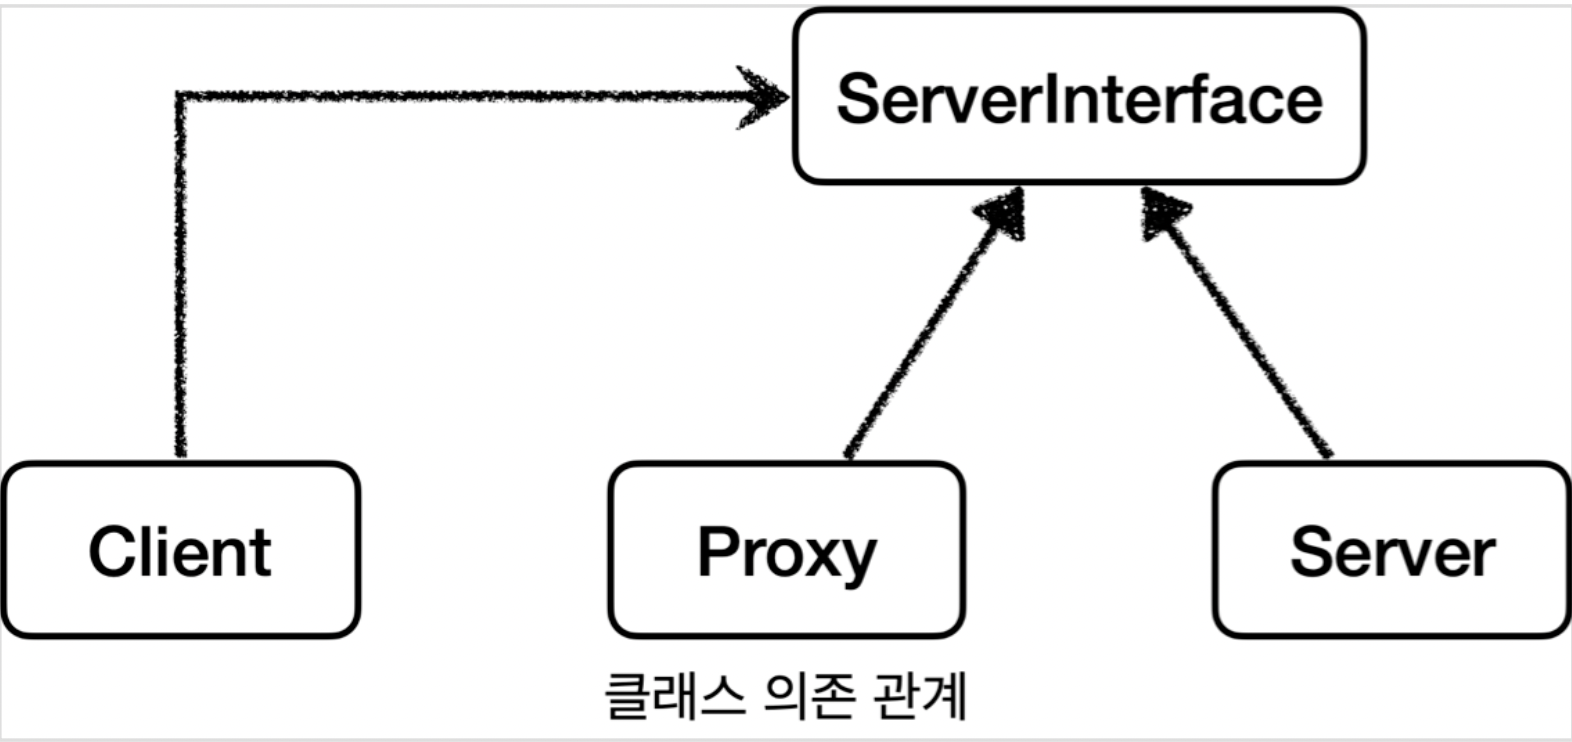 ServerInterface
Client
Proxy
Server
클래스 의존 관계